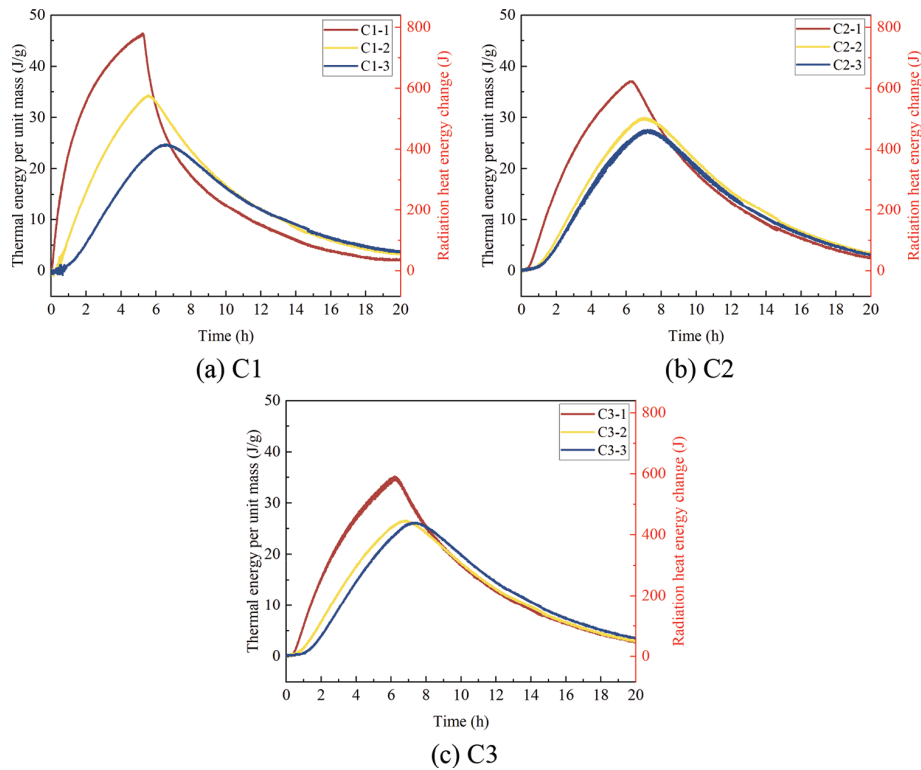 50
40
30
20
10
0
Thermal energy per unit mass (J/g)
C1-1
C1-2
C1-3
800
600
400
200
0
Radiation heat energy change (J)
0 2 4 6 8 10 12 14 16 18 20
Time (h)
(a) C1
50
40
30
20
10
0
Thermal energy per unit mass (J/g)
C2-1
C2-2
C2-3
800
600
400
200
0
Radiation heat energy change (J)
0 2 4 6 8 10 12 14 16 18 20
Time (h)
(b) C2
50
40
30
20
10
0
Thermal energy per unit mass (J/g)
C3-1
C3-2
C3-3
800
600
400
200
0
Radiation heat energy change (J)
0 2 4 6 8 10 12 14 16 18 20
Time (h)
(c) C3